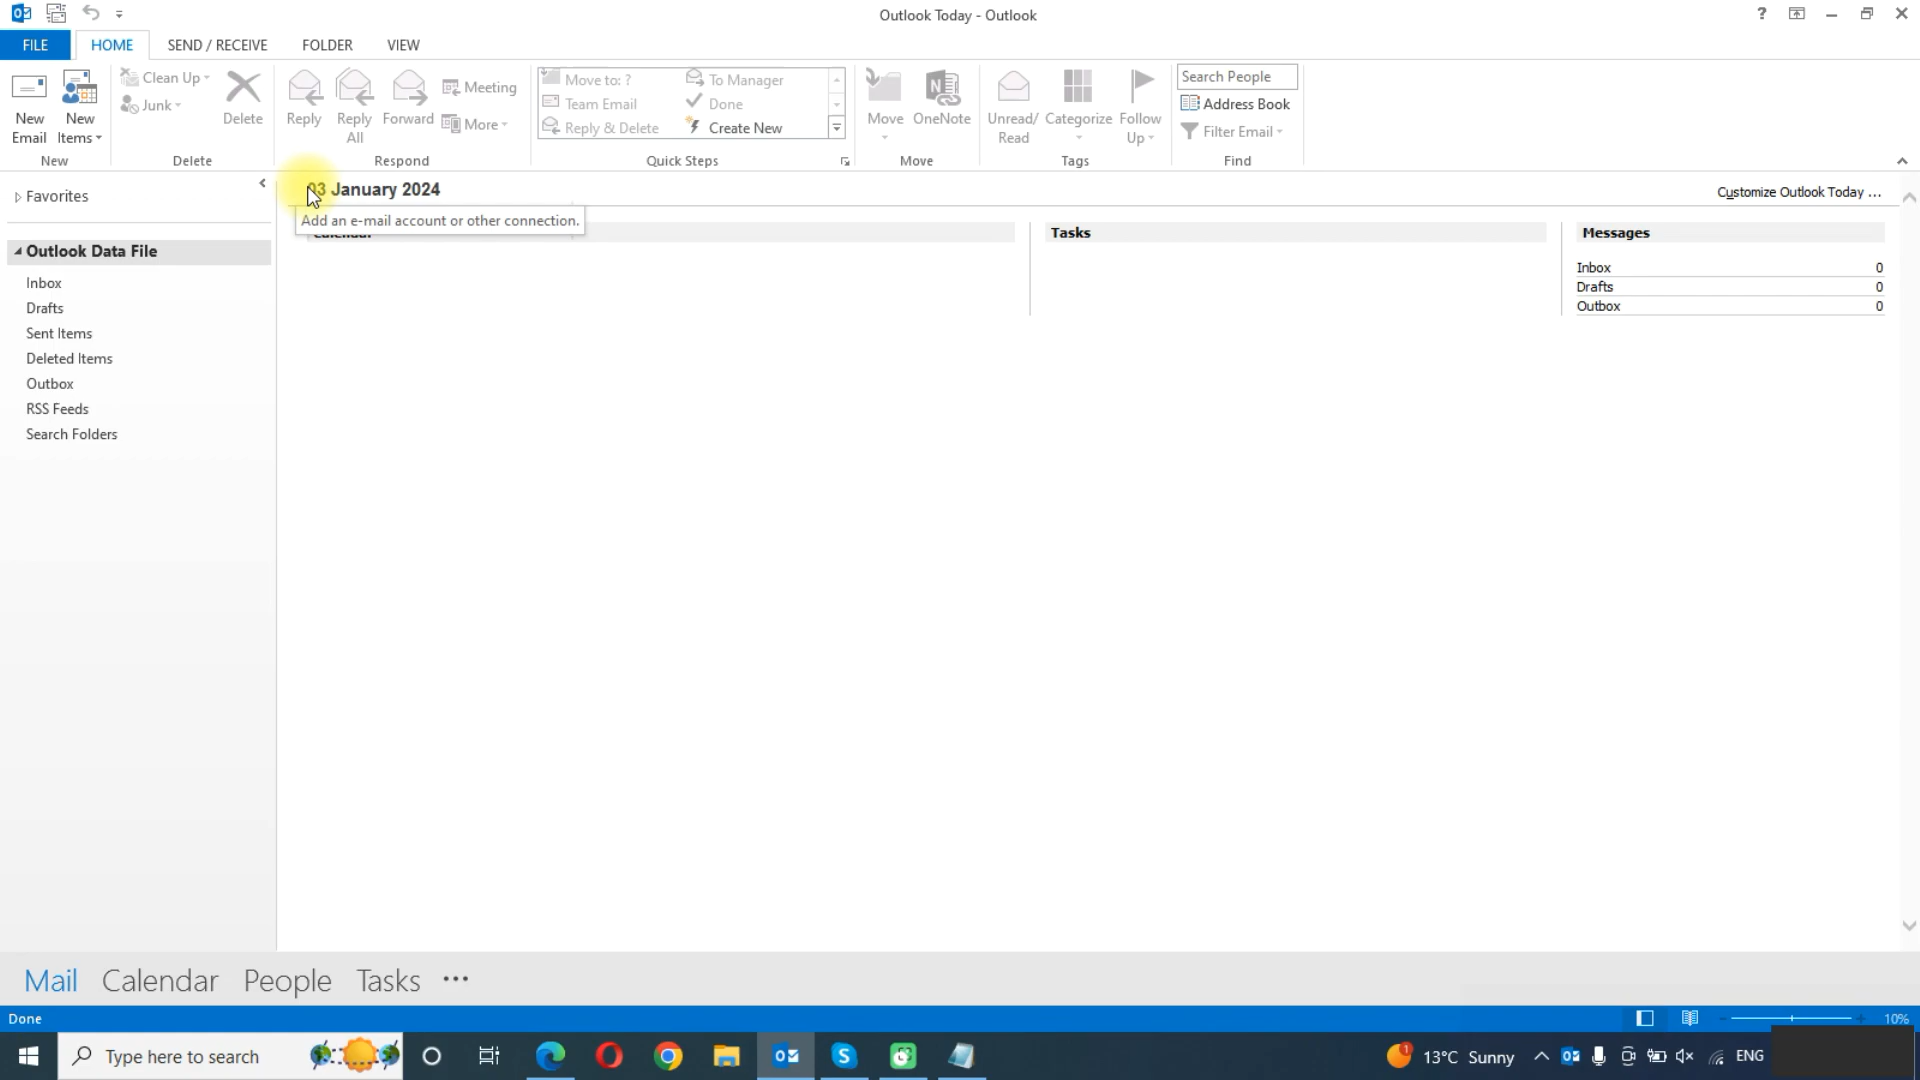 Outlook Today - Outlook
?
FILE
HOME
SEND / RECEIVE
FOLDER
VIEW
New Email
New Items
New
Clean Up
Junk
Delete
Delete
Reply
Reply All
Forward
Meeting
More
Respond
Move to: ?
Team Email
Reply & Delete
To Manager
Done
Create New
Quick Steps
Move
OneNote
Move
Unread/ Read
Categorize
Follow Up
Tags
Search People
Address Book
Filter Email
Find
Favorites
03 January 2024
Customize Outlook Today ...
Add an e-mail account or other connection.
Calendar
Tasks
Messages
Inbox 0
Drafts 0
Outbox 0
Outlook Data File
Inbox
Drafts
Sent Items
Deleted Items
Outbox
RSS Feeds
Search Folders
Mail Calendar People Tasks ···
Done
10%
Type here to search
13°C Sunny
ENG